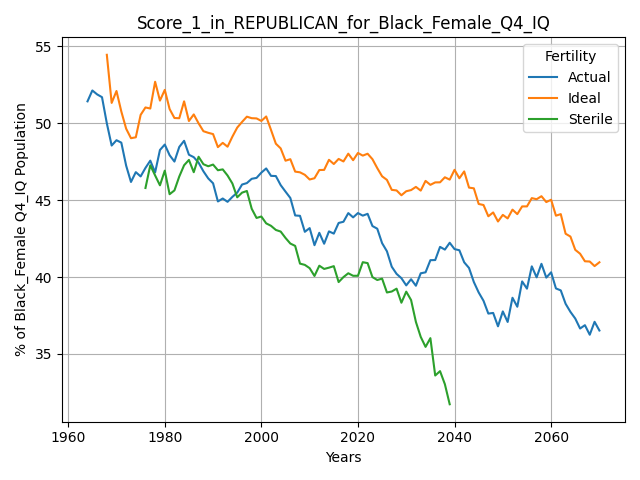 Score_1_in_REPUBLICAN_for_Black_Female_Q4_IQ
% of Black_Female Q4_IQ Population
55
50
45
40
35
Fertility
Actual
Ideal
Sterile
1960 1980 2000 2020 2040 2060
Years